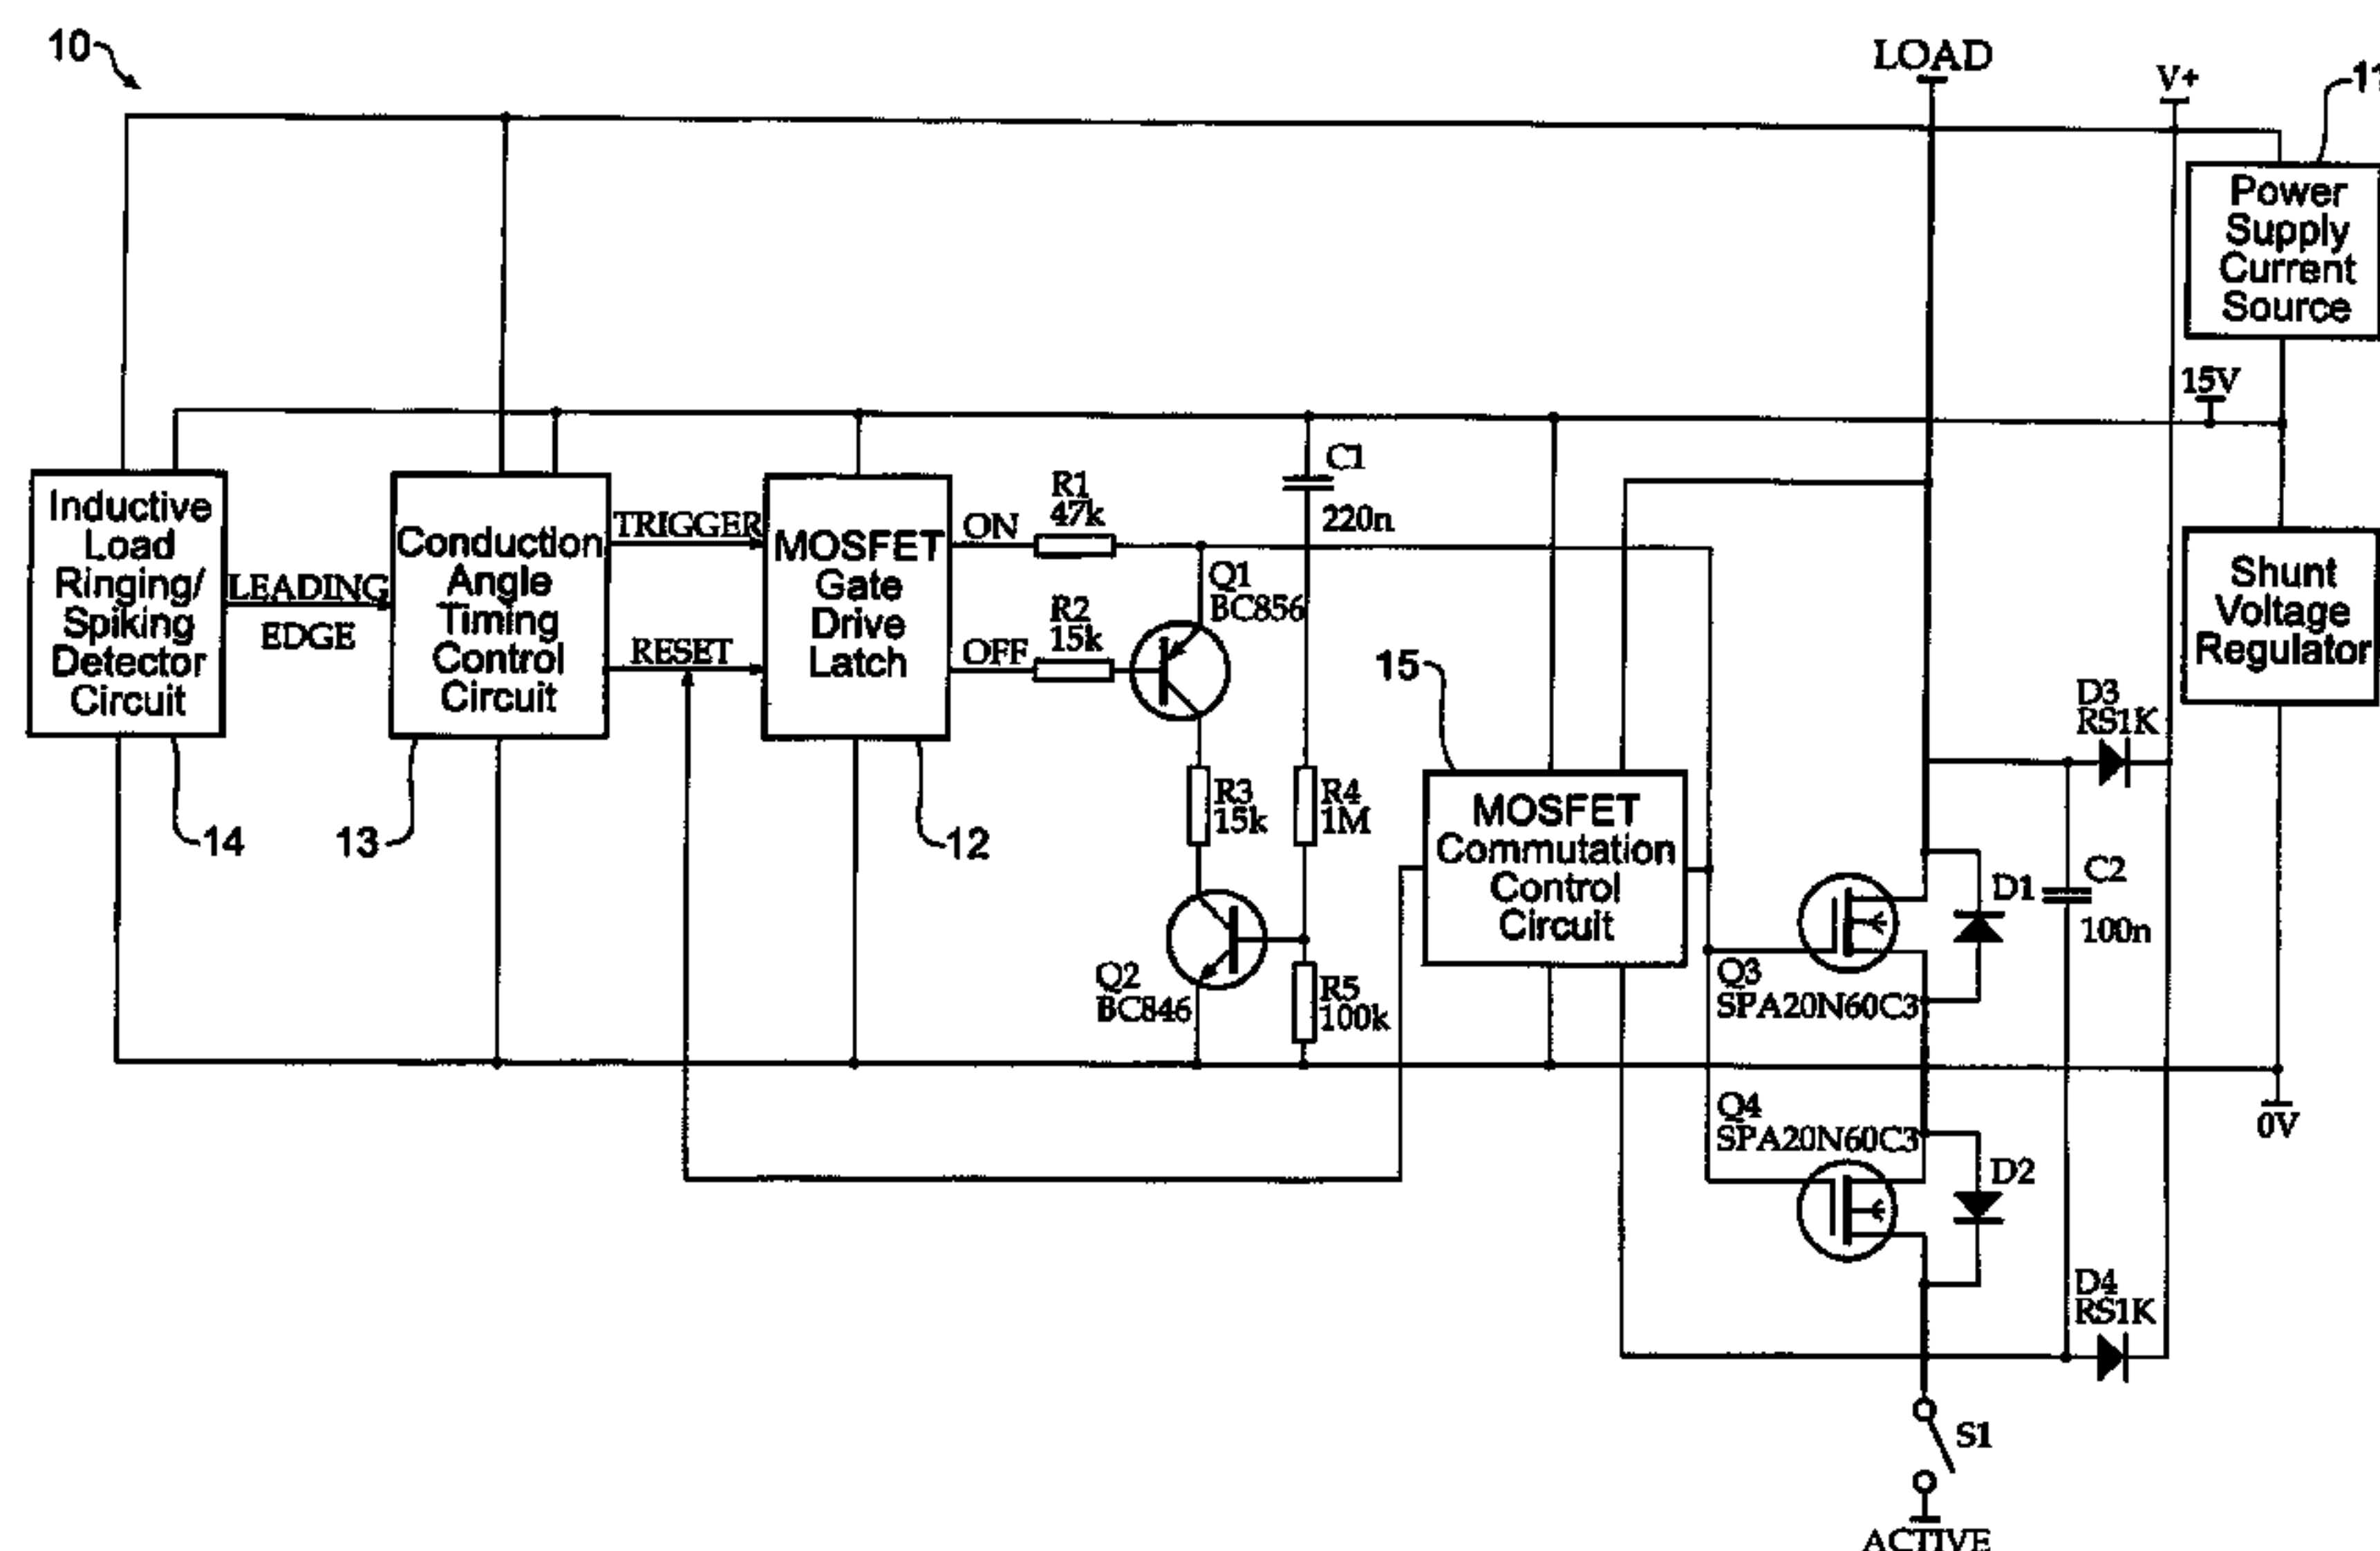 10
LOAD
V+
11
Power
Supply
Current
Source
15V
Inductive
Load
Ringing/
Spiking
Detector
Circuit
LEADING
EDGE
Conduction
Angle
Timing
Control
Circuit
TRIGGER
RESET
MOSFET
Gate
Drive
Latch
ON
OFF
R1
47k
R2
15k
Q1
BC856
C1
220n
Shunt
Voltage
Regulator
15
D3
RS1K
14
13
12
R3
15k
R4
1M
MOSFET
Commutation
Control
Circuit
D1
C2
100n
Q2
BC846
R5
100k
Q3
SPA20N60C3
Q4
SPA20N60C3
0V
D2
D4
RS1K
S1
ACTIVE